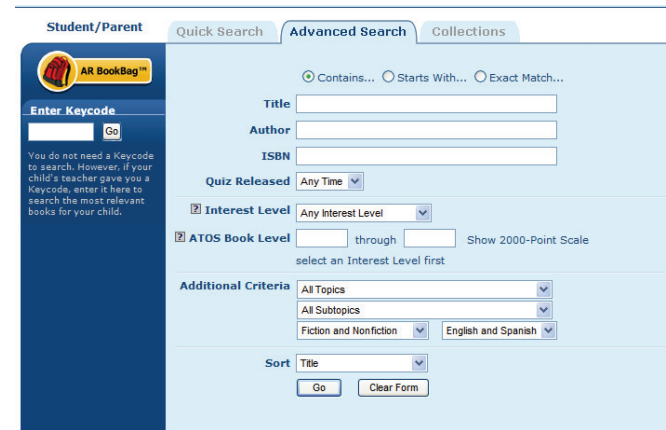 Student/Parent
Quick Search
Advanced Search
Collections
AR BookBag™
Enter Keycode
Go
You do not need a Keycode
to search. However, if your
child's teacher gave you a
Keycode, enter it here to
search the most relevant
books for your child.
Contains... Starts With... Exact Match...
Title
Author
ISBN
Quiz Released Any Time
? Interest Level Any Interest Level
? ATOS Book Level through Show 2000-Point Scale
select an Interest Level first
Additional Criteria All Topics
All Subtopics
Fiction and Nonfiction English and Spanish
Sort Title
Go Clear Form